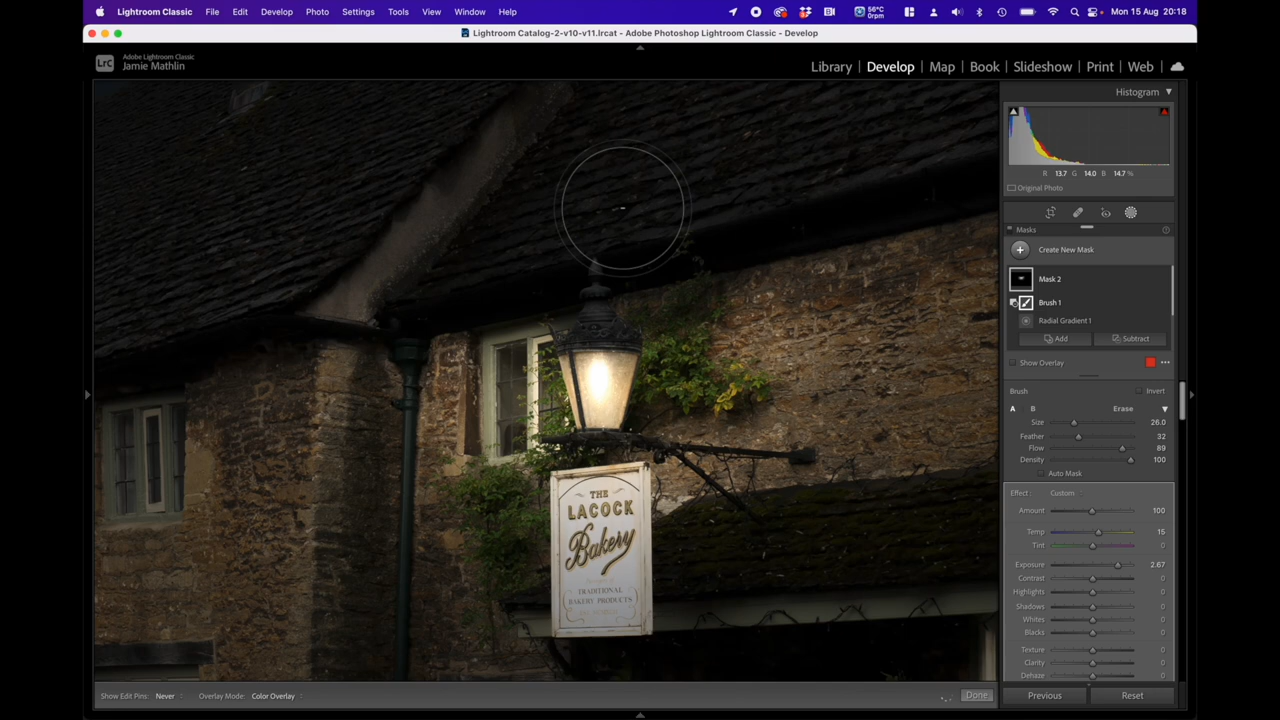 Lightroom Classic File Edit Develop Photo Settings Tools View Window Help
56°C
0rpm
Mon 15 Aug 20:18
Lightroom Catalog-2-v10-v11.lrcat - Adobe Photoshop Lightroom Classic - Develop
LrC
Adobe Lightroom Classic
Jamie Mathlin
Library | Develop | Map | Book | Slideshow | Print | Web
Histogram
R 13.7 G 14.0 B 14.7 %
Original Photo
Masks
Create New Mask
Mask 2
Brush 1
Radial Gradient 1
Add Subtract
Show Overlay
Brush Invert
A B Erase
Size 26.0
Feather 32
Flow 89
Density 100
Auto Mask
Effect : Custom
Amount 100
Temp 15
Tint 0
Exposure 2.67
Contrast 0
Highlights 0
Shadows 0
Whites 0
Blacks 0
Texture 0
Clarity 0
Dehaze 0
THE
LACOCK
Bakery
TRADITIONAL
BAKERY PRODUCTS
Show Edit Pins: Never Overlay Mode: Color Overlay
Done
Previous Reset